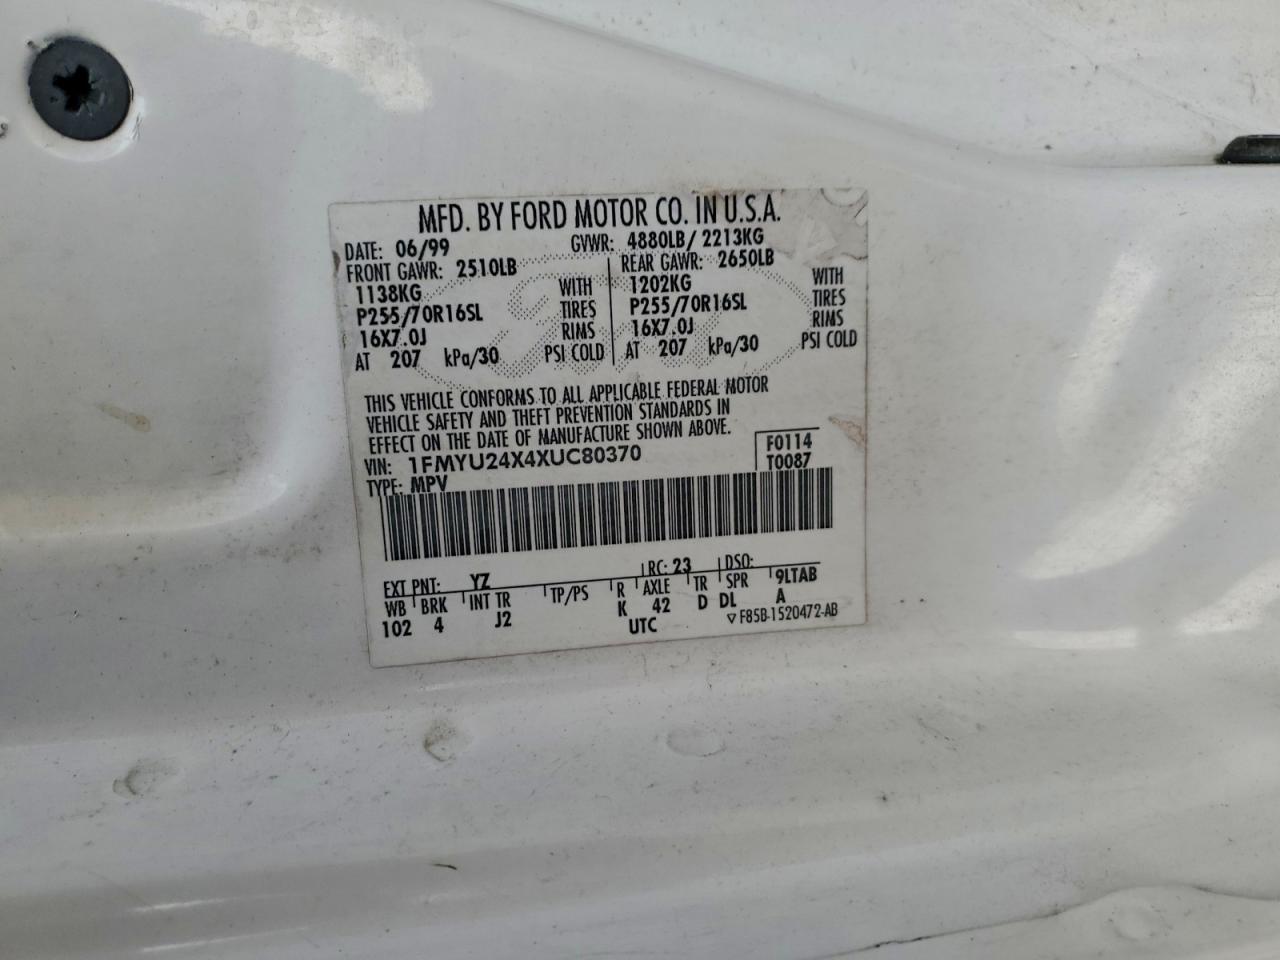 MFD. BY FORD MOTOR CO. IN U.S.A.
DATE: 06/99 GVWR: 4880LB/ 2213KG
FRONT GAWR: 2510LB REAR GAWR: 2650LB
1138KG WITH 1202KG WITH
P255/70R16SL TIRES P255/70R16SL TIRES
16X7.0J RIMS 16X7.0J RIMS
AT 207 kPa/30 PSI COLD AT 207 kPa/30 PSI COLD
THIS VEHICLE CONFORMS TO ALL APPLICABLE FEDERAL MOTOR
VEHICLE SAFETY AND THEFT PREVENTION STANDARDS IN
EFFECT ON THE DATE OF MANUFACTURE SHOWN ABOVE.
VIN: 1FMYU24X4XUC80370 F0114
TYPE: MPV T0087
EXT PNT: YZ RC: 23 DSO:
WB BRK INT TR TP/PS R AXLE TR SPR 9LTAB
102 4 J2 K 42 D DL A
UTC ▽ F85B-1520472-AB